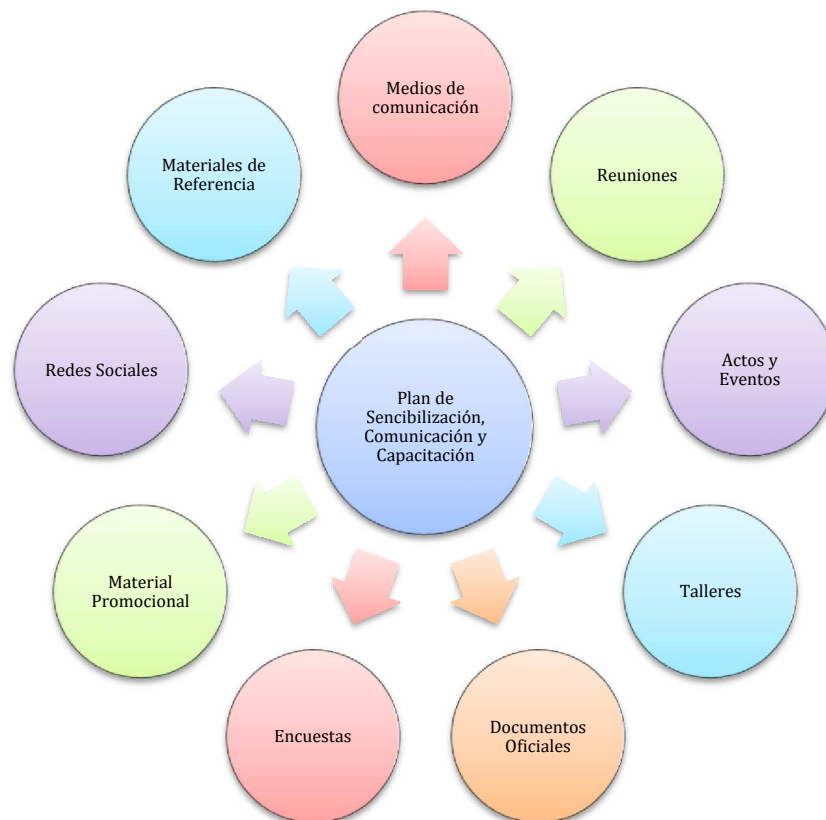 Medios de
comunicación
Reuniones
Actos y
Eventos
Talleres
Documentos
Oficiales
Encuestas
Material
Promocional
Redes Sociales
Materiales de
Referencia
Plan de
Sencibilización,
Comunicación y
Capacitación